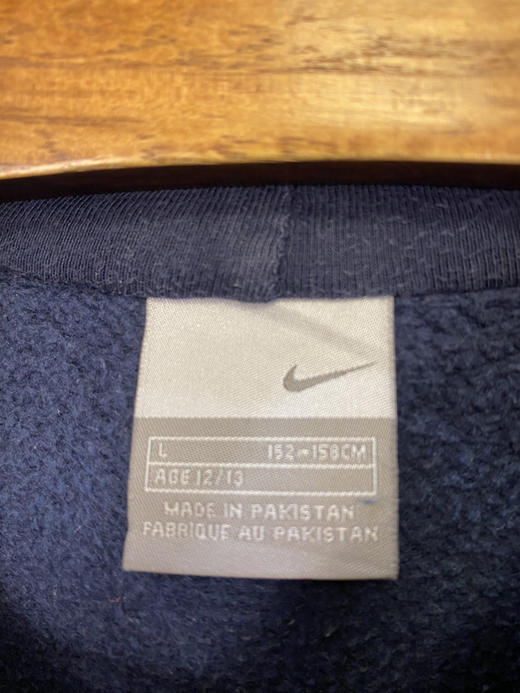 L 152-158CM
AGE 12/13
MADE IN PAKISTAN
FABRIQUE AU PAKISTAN